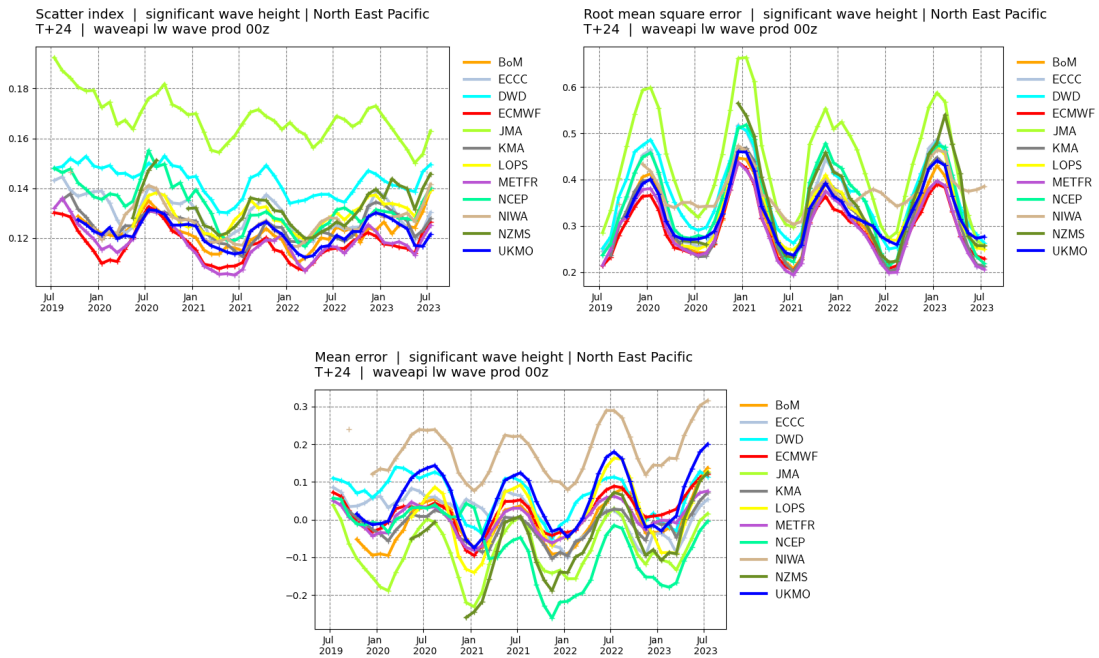 Scatter index | significant wave height | North East Pacific
T+24 | waveapi lw wave prod 00z
0.18
0.16
0.14
0.12
Jul 2019
Jan 2020
Jul 2020
Jan 2021
Jul 2021
Jan 2022
Jul 2022
Jan 2023
Jul 2023
BoM
ECCC
DWD
ECMWF
JMA
KMA
LOPS
METFR
NCEP
NIWA
NZMS
UKMO
Root mean square error | significant wave height | North East Pacific
T+24 | waveapi lw wave prod 00z
0.6
0.5
0.4
0.3
0.2
Jul 2019
Jan 2020
Jul 2020
Jan 2021
Jul 2021
Jan 2022
Jul 2022
Jan 2023
Jul 2023
BoM
ECCC
DWD
ECMWF
JMA
KMA
LOPS
METFR
NCEP
NIWA
NZMS
UKMO
Mean error | significant wave height | North East Pacific
T+24 | waveapi lw wave prod 00z
0.3
0.2
0.1
0.0
−0.1
−0.2
Jul 2019
Jan 2020
Jul 2020
Jan 2021
Jul 2021
Jan 2022
Jul 2022
Jan 2023
Jul 2023
BoM
ECCC
DWD
ECMWF
JMA
KMA
LOPS
METFR
NCEP
NIWA
NZMS
UKMO